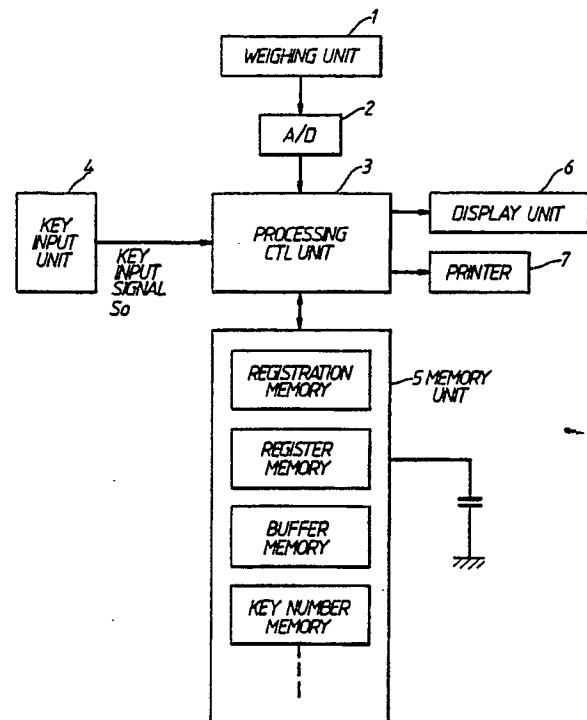 1
WEIGHING UNIT
2
A/D
3
4
6
KEY
INPUT
UNIT
PROCESSING
CTL UNIT
DISPLAY UNIT
KEY
INPUT
SIGNAL
So
PRINTER
7
REGISTRATION
MEMORY
5 MEMORY
UNIT
REGISTER
MEMORY
BUFFER
MEMORY
KEY NUMBER
MEMORY